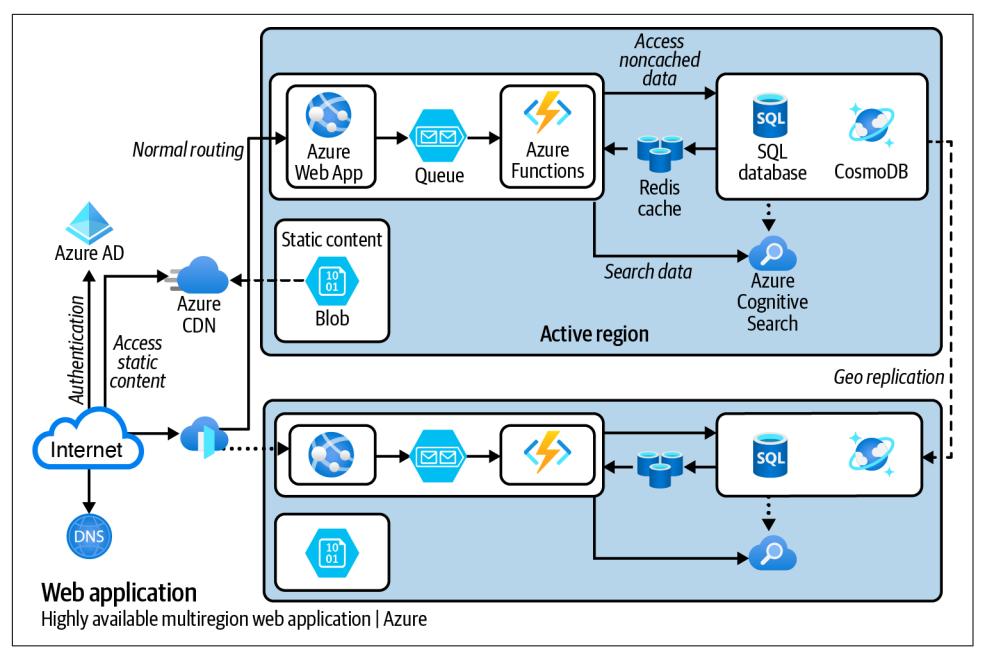 Access
noncached
data
Normal routing
Azure
Web App
Queue
Azure
Functions
Redis
cache
SQL
SQL
database
CosmoDB
Azure AD
Static content
10
01
Blob
Search data
Azure
Cognitive
Search
Azure
CDN
Active region
Authentication
Access
static
content
Geo replication
Internet
SQL
DNS
10
01
Web application
Highly available multiregion web application | Azure